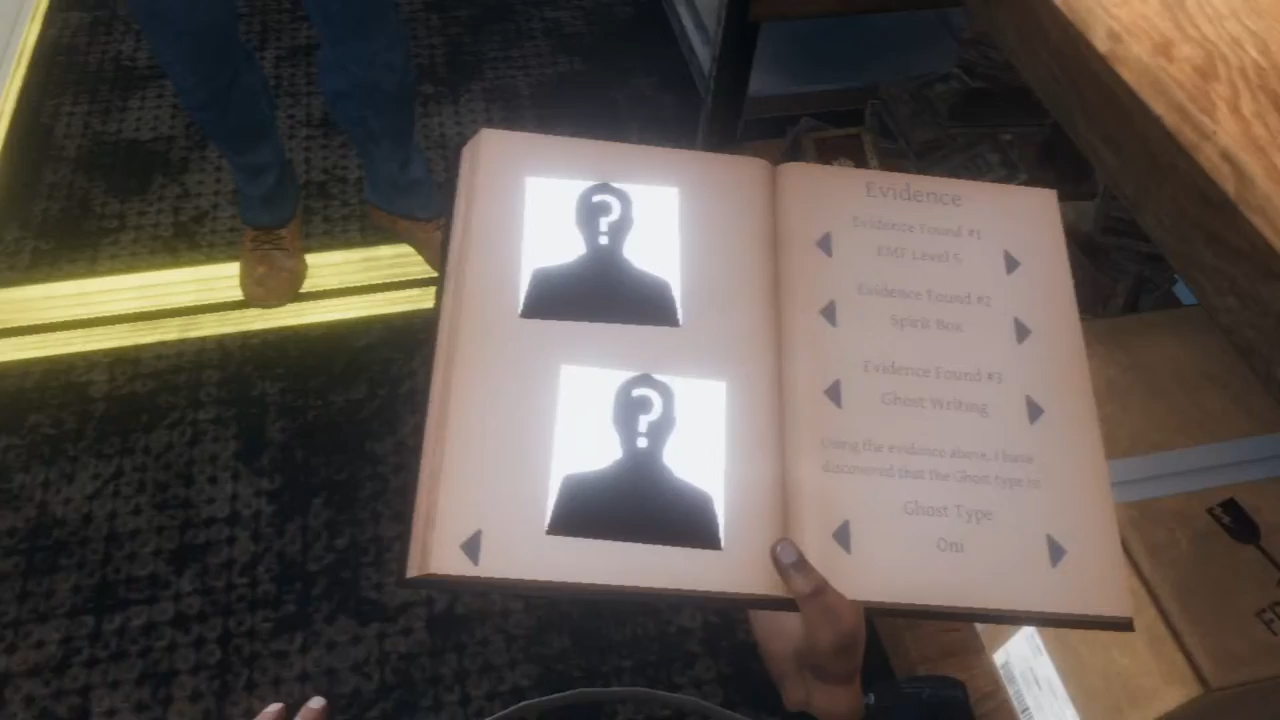 ?
?
Evidence
Evidence Found #1
EMF Level 5
Evidence Found #2
Spirit Box
Evidence Found #3
Ghost Writing
Using the evidence above, I have
discovered that the Ghost type is:
Ghost Type
Oni